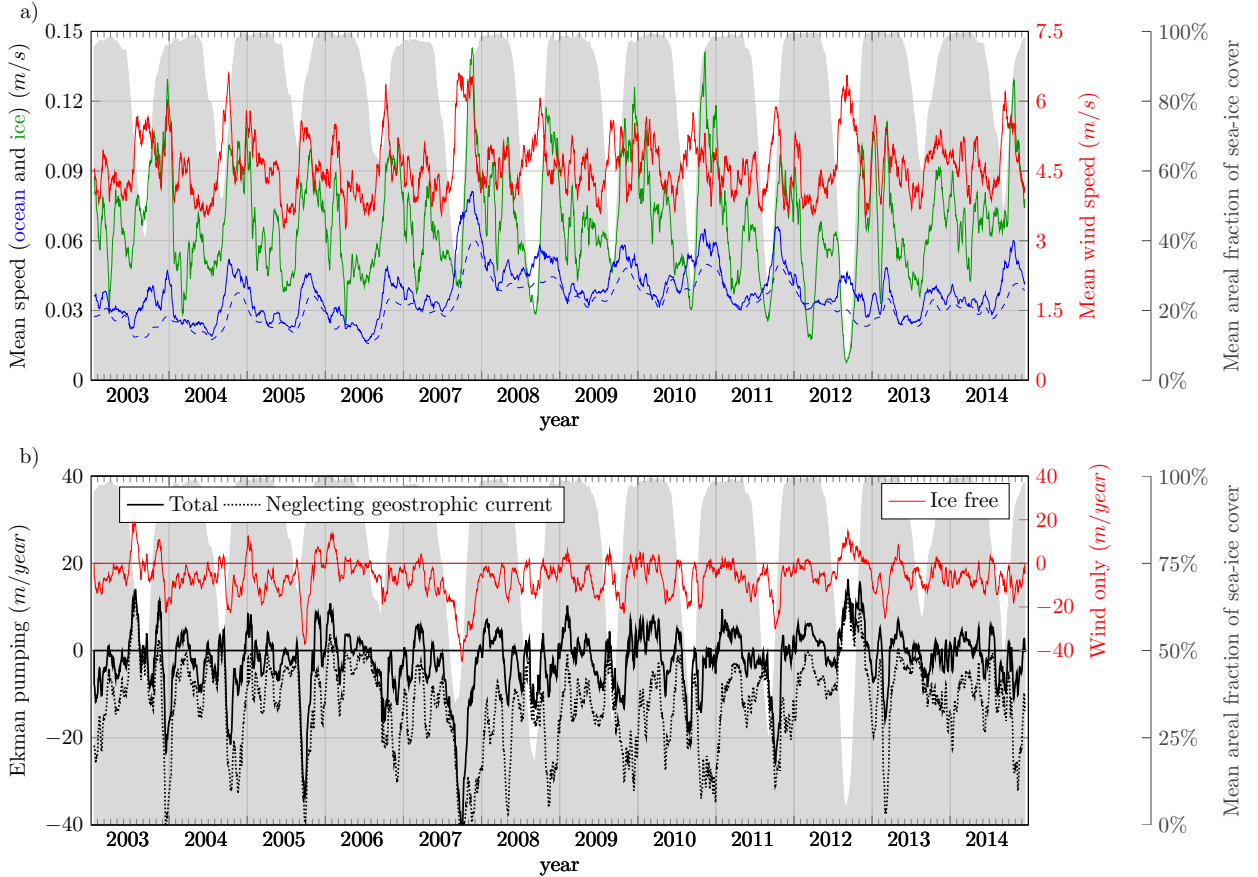 a)
Mean speed (ocean and ice) (m/s)
0.15
0.12
0.09
0.06
0.03
0
7.5
6
4.5
3
1.5
0
Mean wind speed (m/s)
100%
80%
60%
40%
20%
0%
Mean areal fraction of sea-ice cover
2003 2004 2005 2006 2007 2008 2009 2010 2011 2012 2013 2014
year
b)
Ekman pumping (m/year)
40
20
0
−20
−40
Total Neglecting geostrophic current
Ice free
40
20
0
−20
−40
Wind only (m/year)
100%
75%
50%
25%
0%
Mean areal fraction of sea-ice cover
2003 2004 2005 2006 2007 2008 2009 2010 2011 2012 2013 2014
year